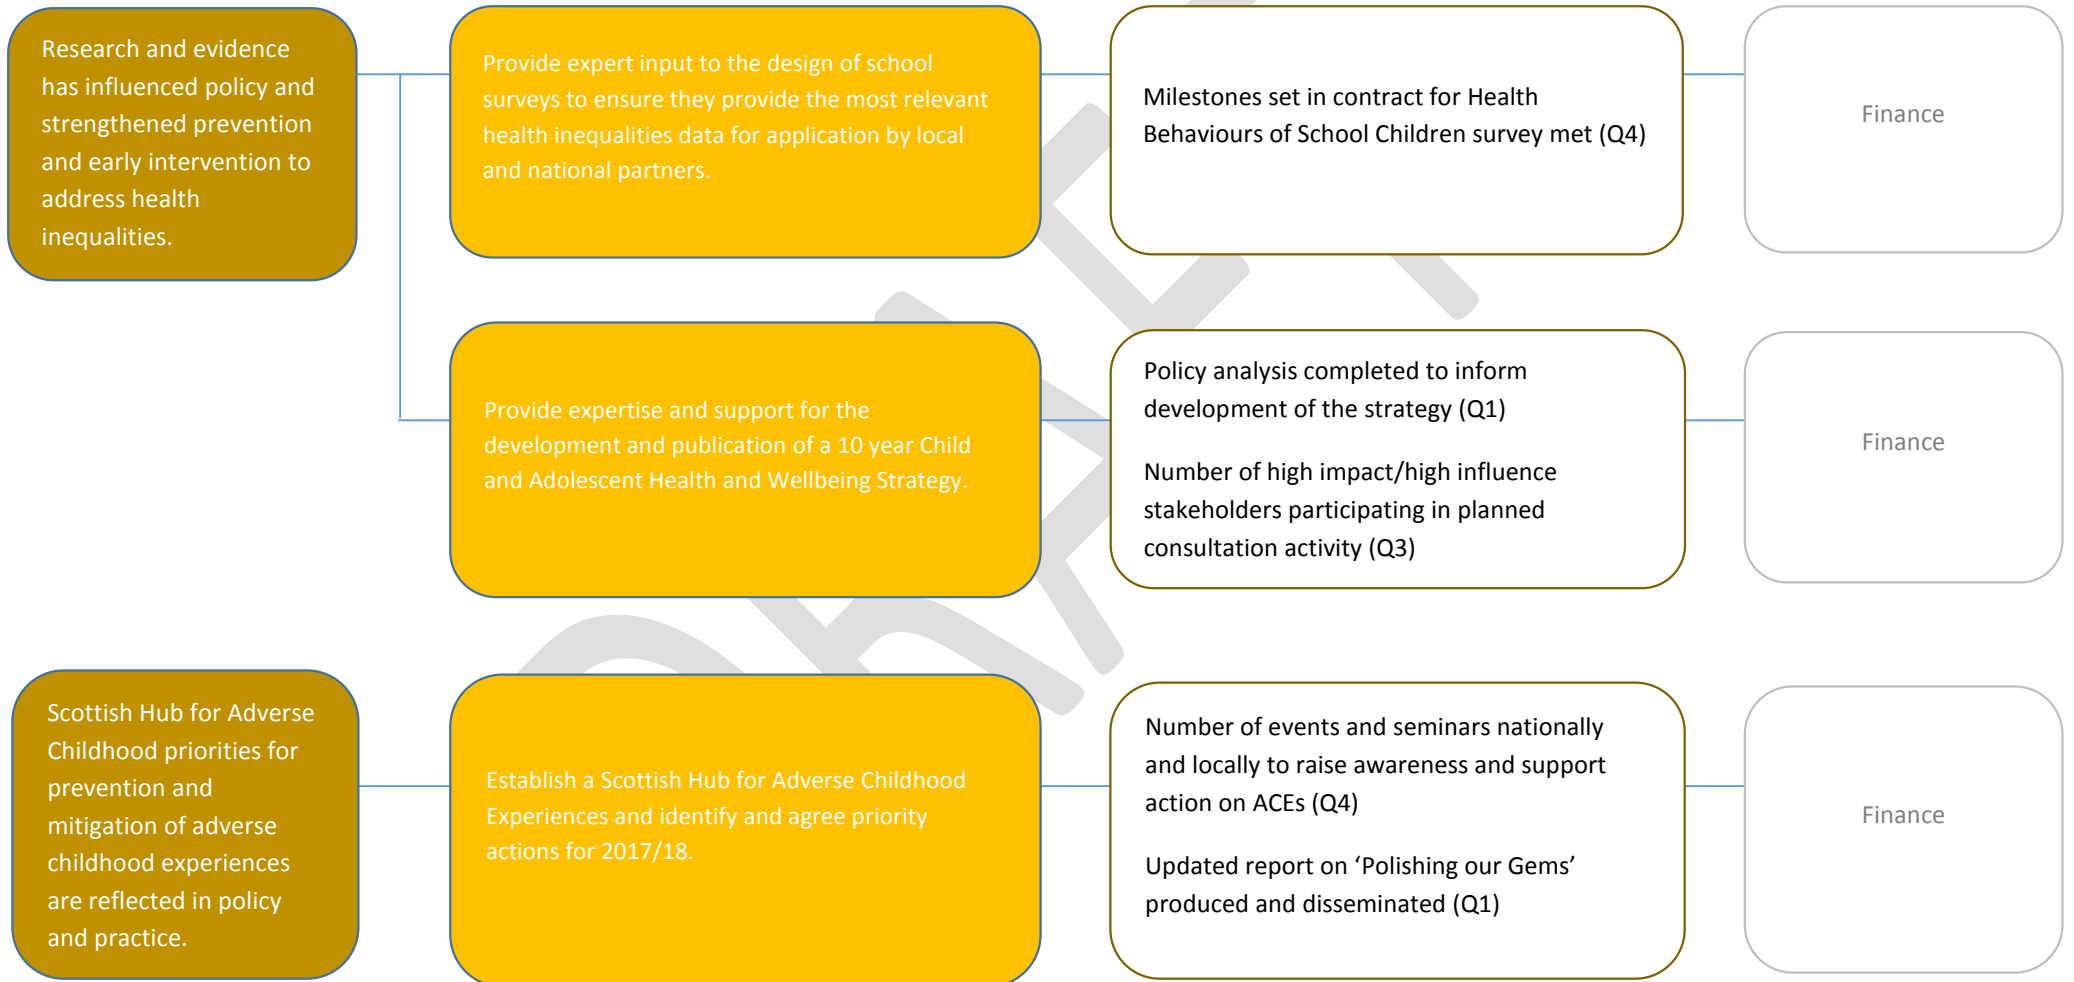 Research and evidence
has influenced policy and
strengthened prevention
and early intervention to
address health
inequalities.
Provide expert input to the design of school
surveys to ensure they provide the most relevant
health inequalities data for application by local
and national partners.
Milestones set in contract for Health
Behaviours of School Children survey met (Q4)
Finance
Provide expertise and support for the
development and publication of a 10 year Child
and Adolescent Health and Wellbeing Strategy.
Policy analysis completed to inform
development of the strategy (Q1)
Number of high impact/high influence
stakeholders participating in planned
consultation activity (Q3)
Finance
Scottish Hub for Adverse
Childhood priorities for
prevention and
mitigation of adverse
childhood experiences
are reflected in policy
and practice.
Establish a Scottish Hub for Adverse Childhood
Experiences and identify and agree priority
actions for 2017/18.
Number of events and seminars nationally
and locally to raise awareness and support
action on ACEs (Q4)
Updated report on ‘Polishing our Gems’
produced and disseminated (Q1)
Finance
DRAFT